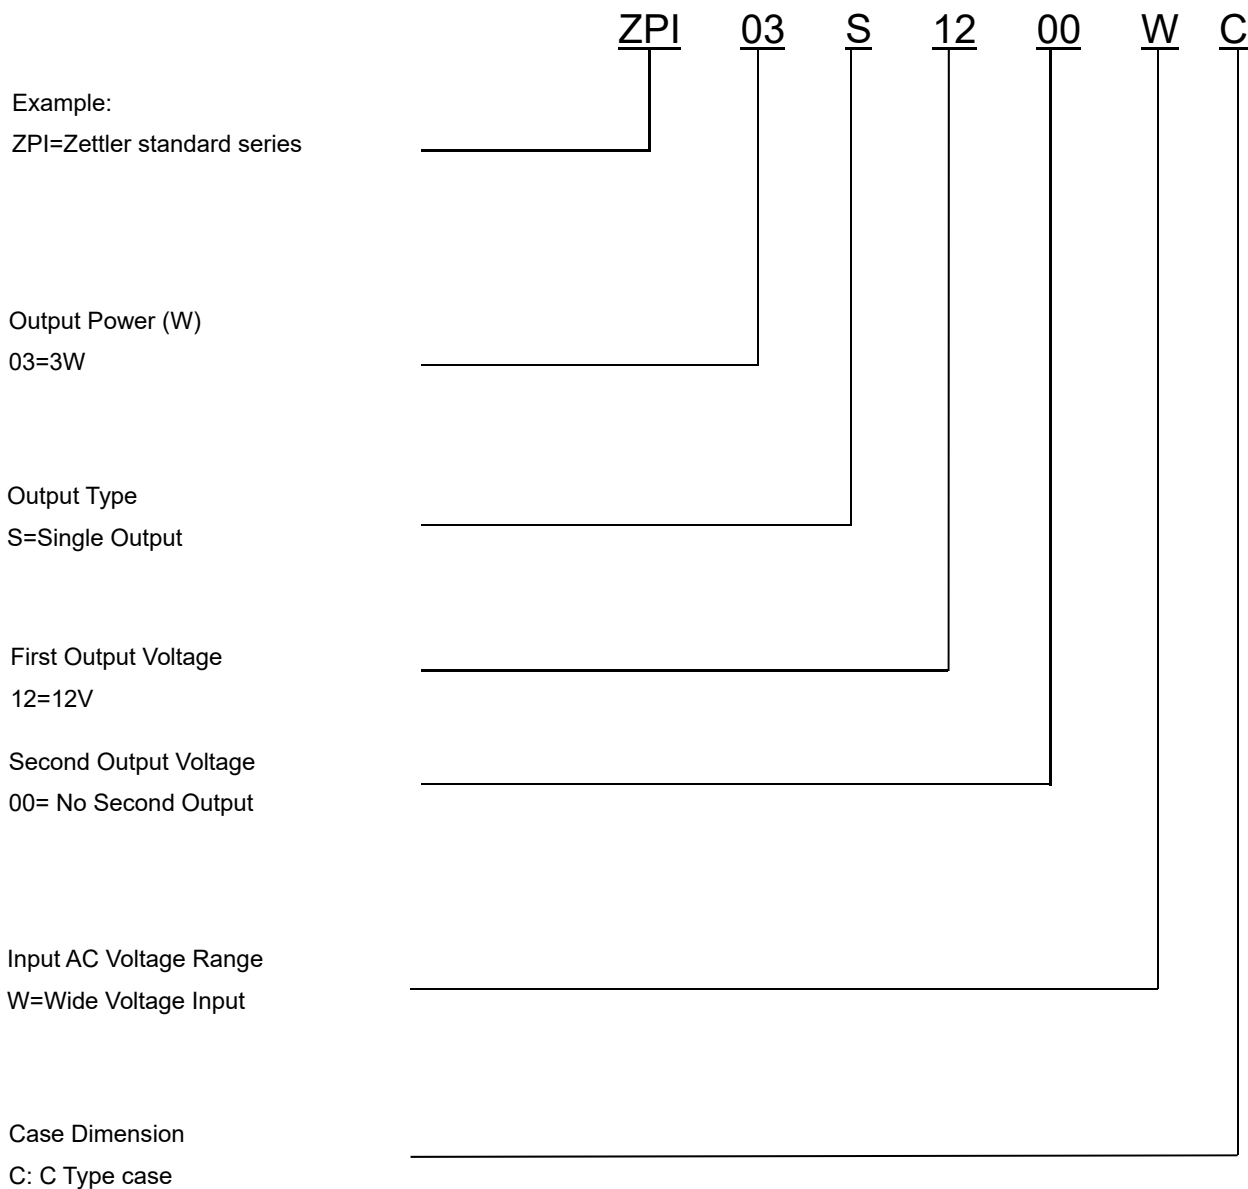 ZPI 03 S 12 00 W C
Example:
ZPI=Zettler standard series
Output Power (W)
03=3W
Output Type
S=Single Output
First Output Voltage
12=12V
Second Output Voltage
00= No Second Output
Input AC Voltage Range
W=Wide Voltage Input
Case Dimension
C: C Type case